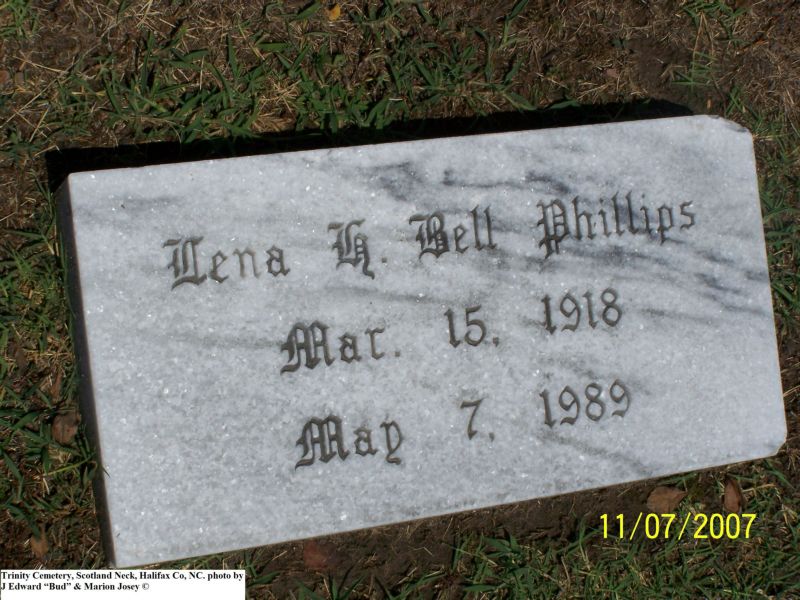 Lena H. Bell Phillips
Mar. 15, 1918
May 7, 1989
11/07/2007
Trinity Cemetery, Scotland Neck, Halifax Co, NC. photo by
J Edward “Bud” & Marion Josey ©